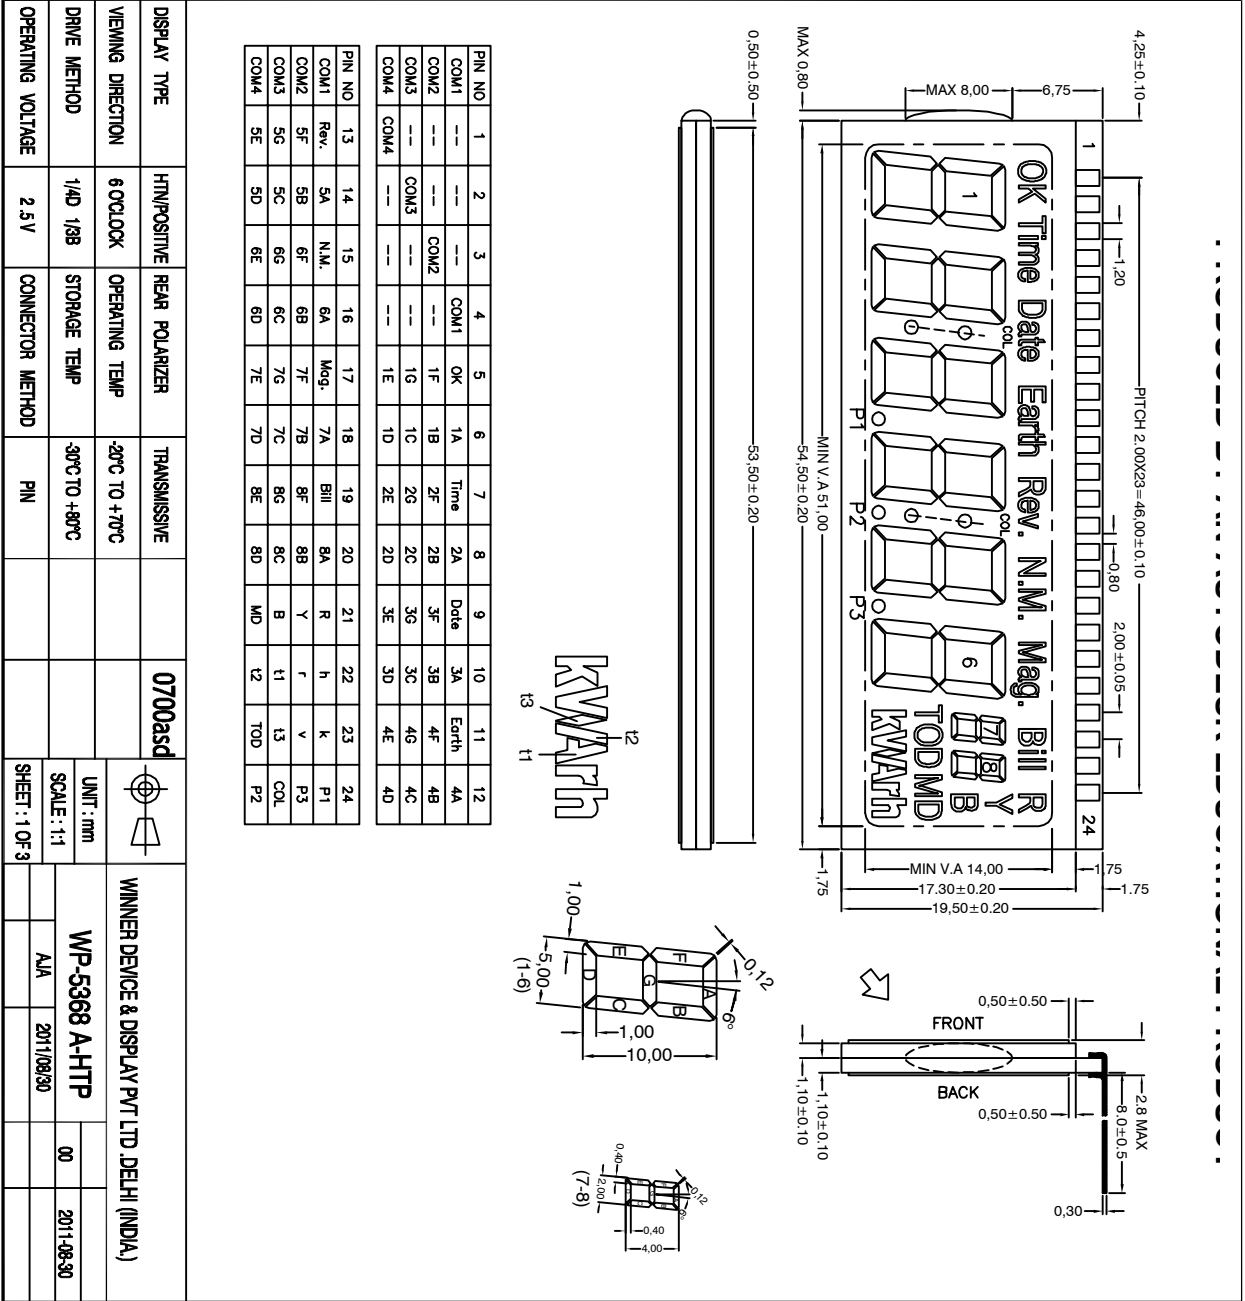 4,25±0.10
PITCH 2.00X23=46,00±0.10
1,20
0,80
2,00±0.05
6,75
MAX 8,00
MAX 0,80
0,50±0.50
1
24
OK Time Date Earth Rev. N.M. Mag. Bill R
Y
B
1
COL
COL
6
7
8
P1
P2
P3
TOD MD
kWArh
MIN V.A 51,00
54,50±0.20
53,50±0.20
1,75
1.75
MIN V.A 14,00
17.30±0.20
19,50±0.20
1,75
0,50±0.50
FRONT
BACK
0,50±0.50
2.8 MAX
8.0±0.5
1,10±0.10
1,10±0.10
0,30
kWArh
t2
t3
t1
A
B
C
D
E
F
G
0,12
6°
1,00
5,00
(1-6)
1,00
10,00
0,12
6°
0,40
2,00
(7-8)
0,40
4,00
PIN NO 1 2 3 4 5 6 7 8 9 10 11 12
COM1 -- -- -- COM1 OK 1A Time 2A Date 3A Earth 4A
COM2 -- -- COM2 -- 1F 1B 2F 2B 3F 3B 4F 4B
COM3 -- COM3 -- -- 1G 1C 2G 2C 3G 3C 4G 4C
COM4 COM4 -- -- -- 1E 1D 2E 2D 3E 3D 4E 4D
PIN NO 13 14 15 16 17 18 19 20 21 22 23 24
COM1 Rev. 5A N.M. 6A Mag. 7A Bill 8A R h k P1
COM2 5F 5B 6F 6B 7F 7B 8F 8B Y r v P3
COM3 5G 5C 6G 6C 7G 7C 8G 8C B t1 t3 COL
COM4 5E 5D 6E 6D 7E 7D 8E 8D MD t2 TOD P2
DISPLAY TYPE HTN/POSITIVE REAR POLARIZER TRANSMISSIVE
VIEWING DIRECTION 6 O'CLOCK OPERATING TEMP -20°C TO +70°C
DRIVE METHOD 1/4D 1/3B STORAGE TEMP -30°C TO +80°C
OPERATING VOLTAGE 2.5 V CONNECTOR METHOD PIN
0700asd
UNIT : mm
SCALE : 1:1
SHEET : 1 OF 3
WINNER DEVICE & DISPLAY PVT LTD .DELHI (INDIA.)
WP-5368 A-HTP
00
2011-08-30
AJA
2011/08/30